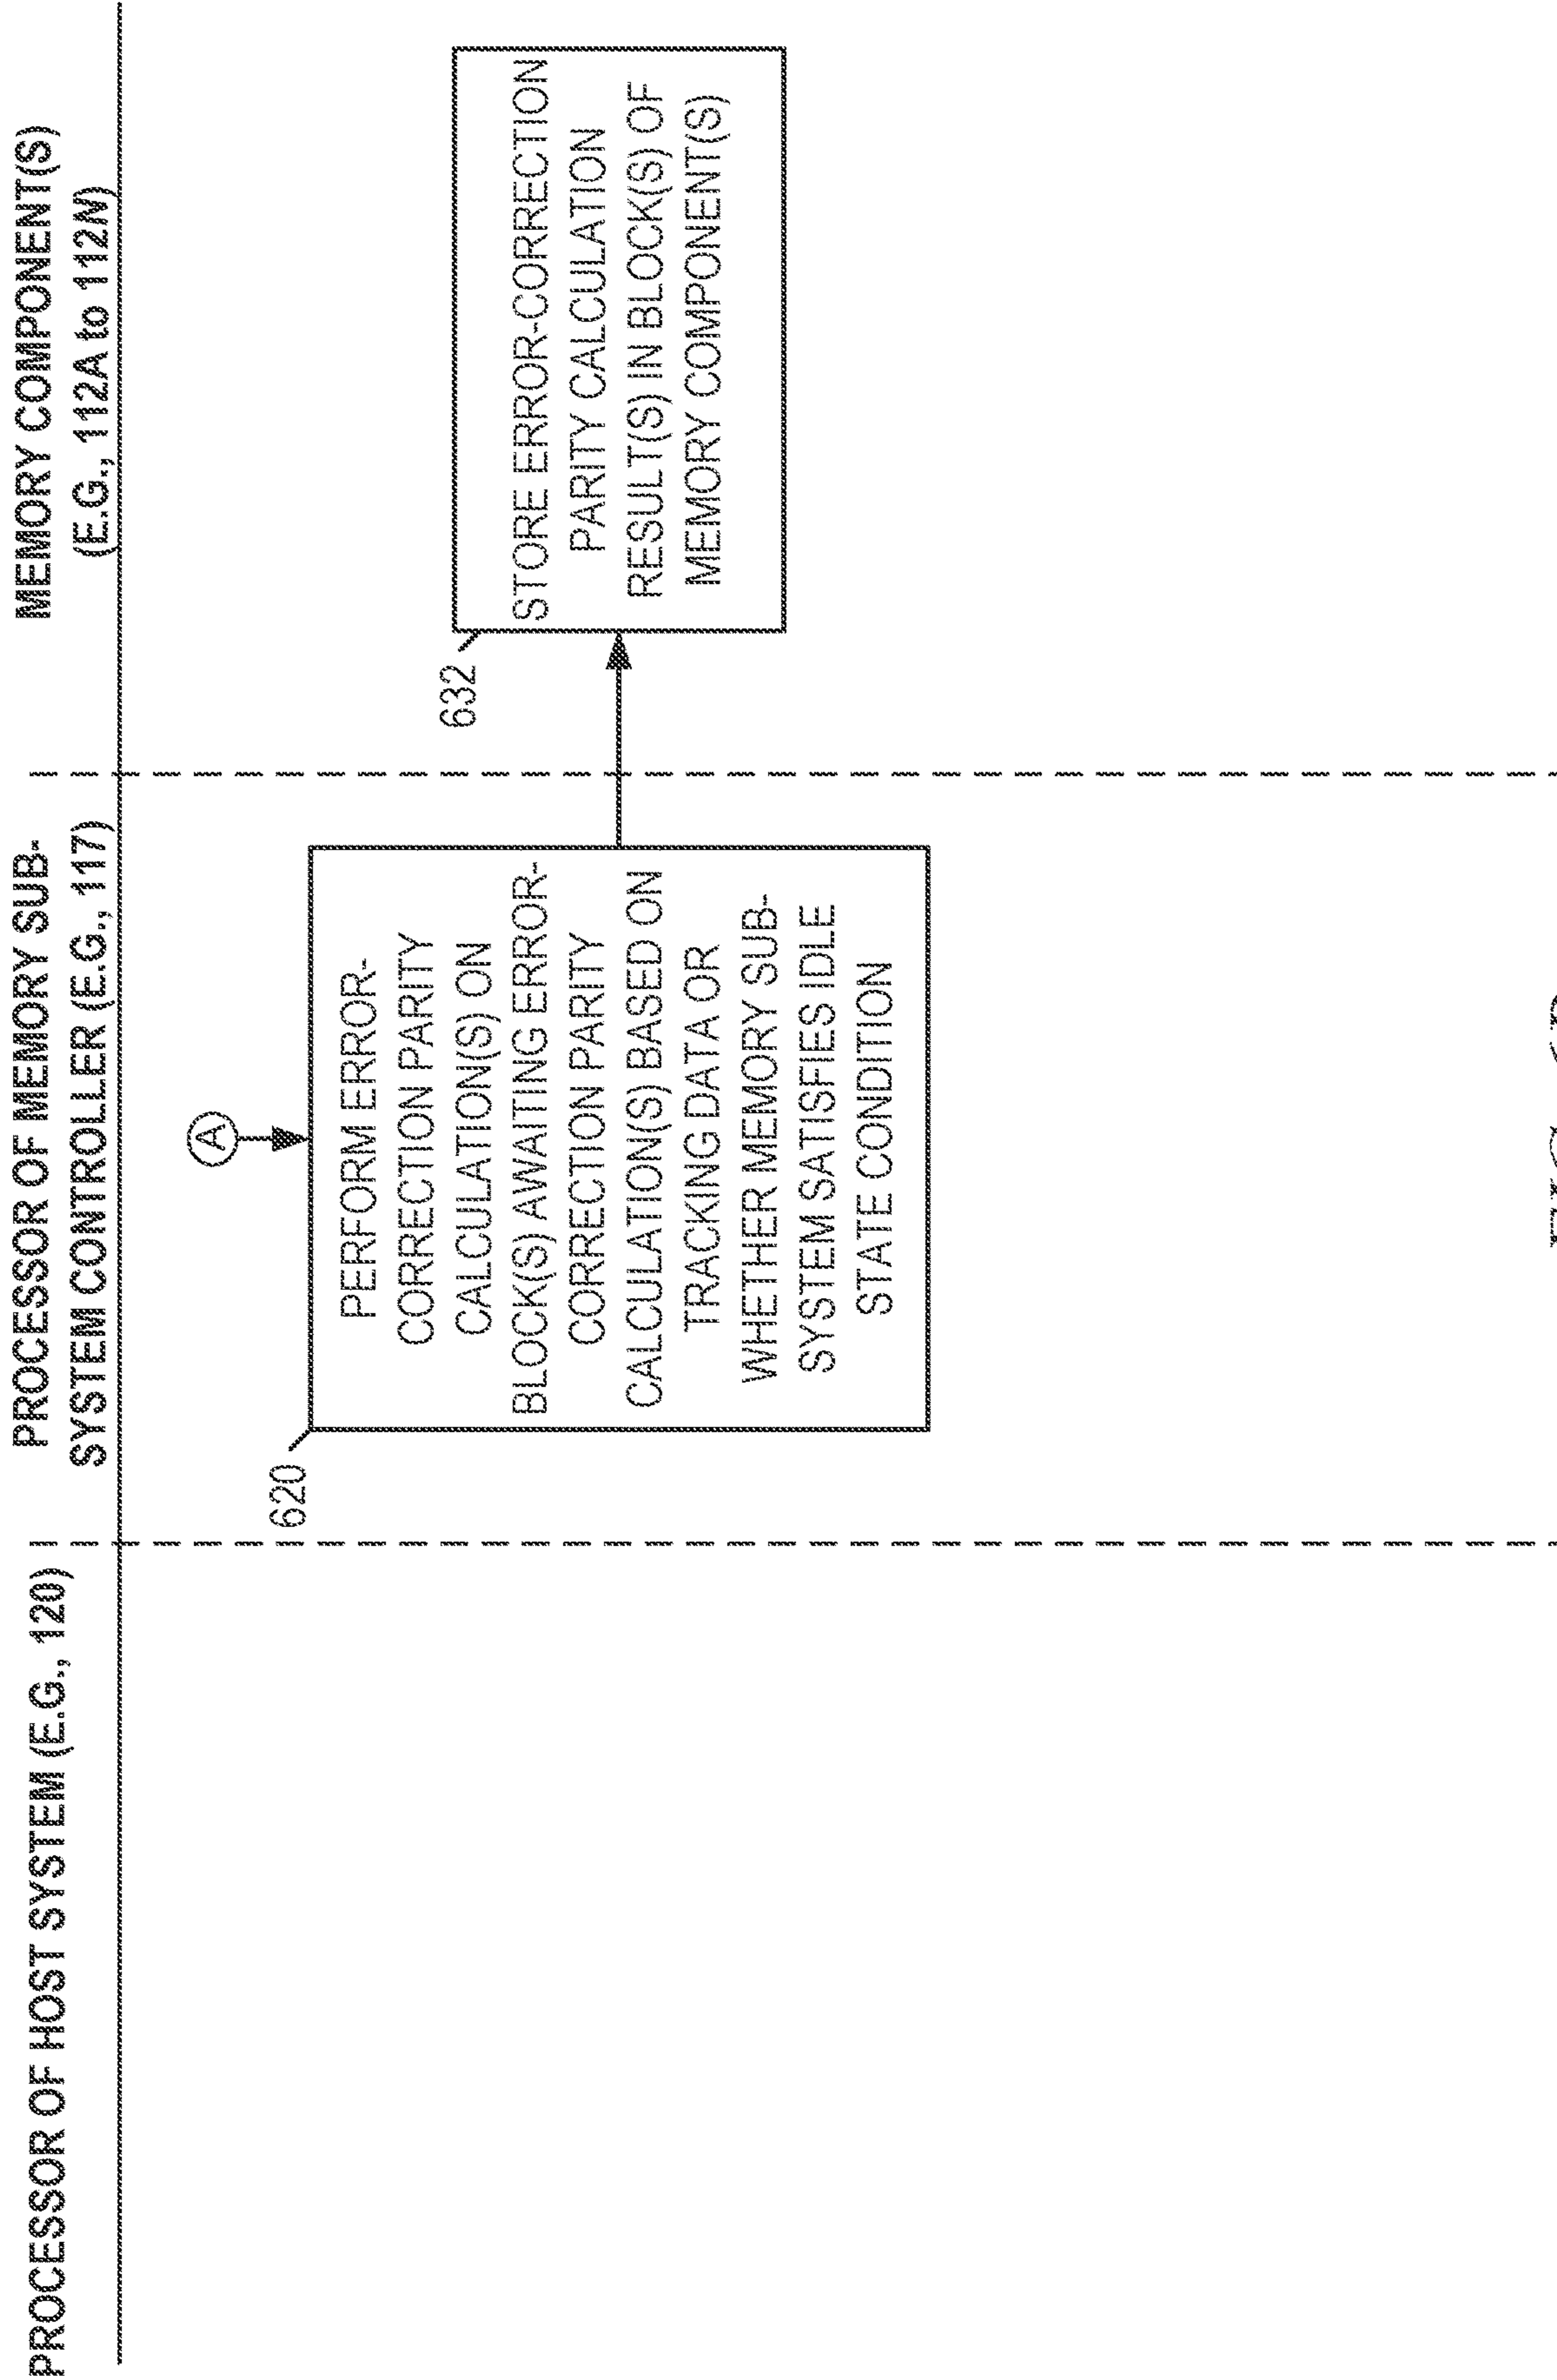 PROCESSOR OF HOST SYSTEM (E.G., 120)
PROCESSOR OF MEMORY SUB-
SYSTEM CONTROLLER (E.G., 117)
MEMORY COMPONENT(S)
(E.G., 112A to 112N)
A
620
PERFORM ERROR-
CORRECTION PARITY
CALCULATION(S) ON
BLOCK(S) AWAITING ERROR-
CORRECTION PARITY
CALCULATION(S) BASED ON
TRACKING DATA OR
WHETHER MEMORY SUB-
SYSTEM SATISFIES IDLE
STATE CONDITION
632
STORE ERROR-CORRECTION
PARITY CALCULATION
RESULT(S) IN BLOCK(S) OF
MEMORY COMPONENT(S)